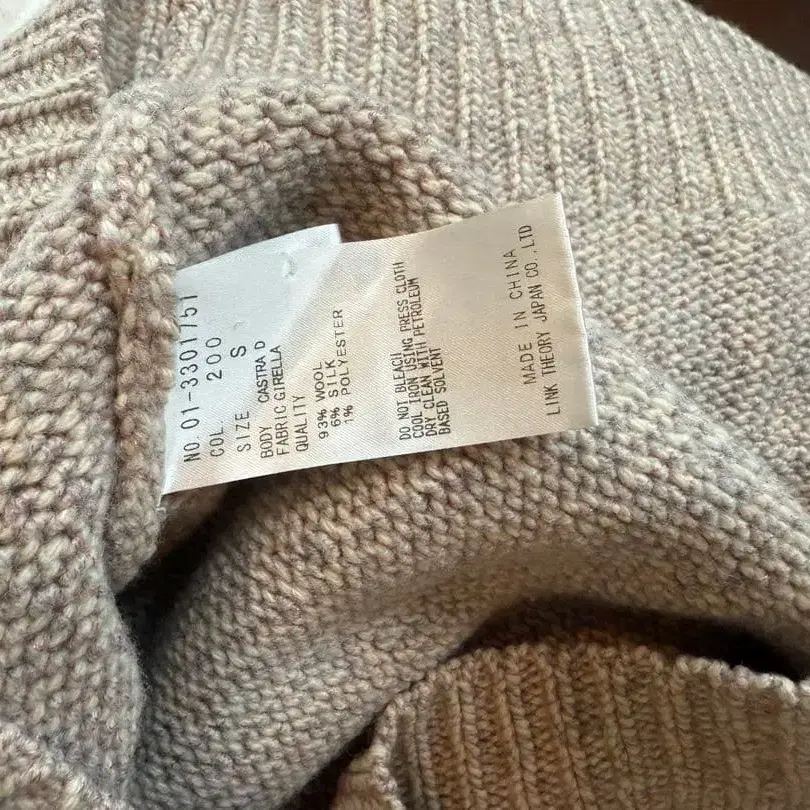 NO. 01-3301757
COL. 200
SIZE S
BODY CASTRA D
FABRIC GIRELLA
QUALITY
93% WOOL
6% SILK
1% POLYESTER
DO NOT BLEACH
COOL IRON USING PRESS CLOTH
DRY CLEAN WITH PETROLEUM
BASED SOLVENT
MADE IN CHINA
LINK THEORY JAPAN CO.,LTD